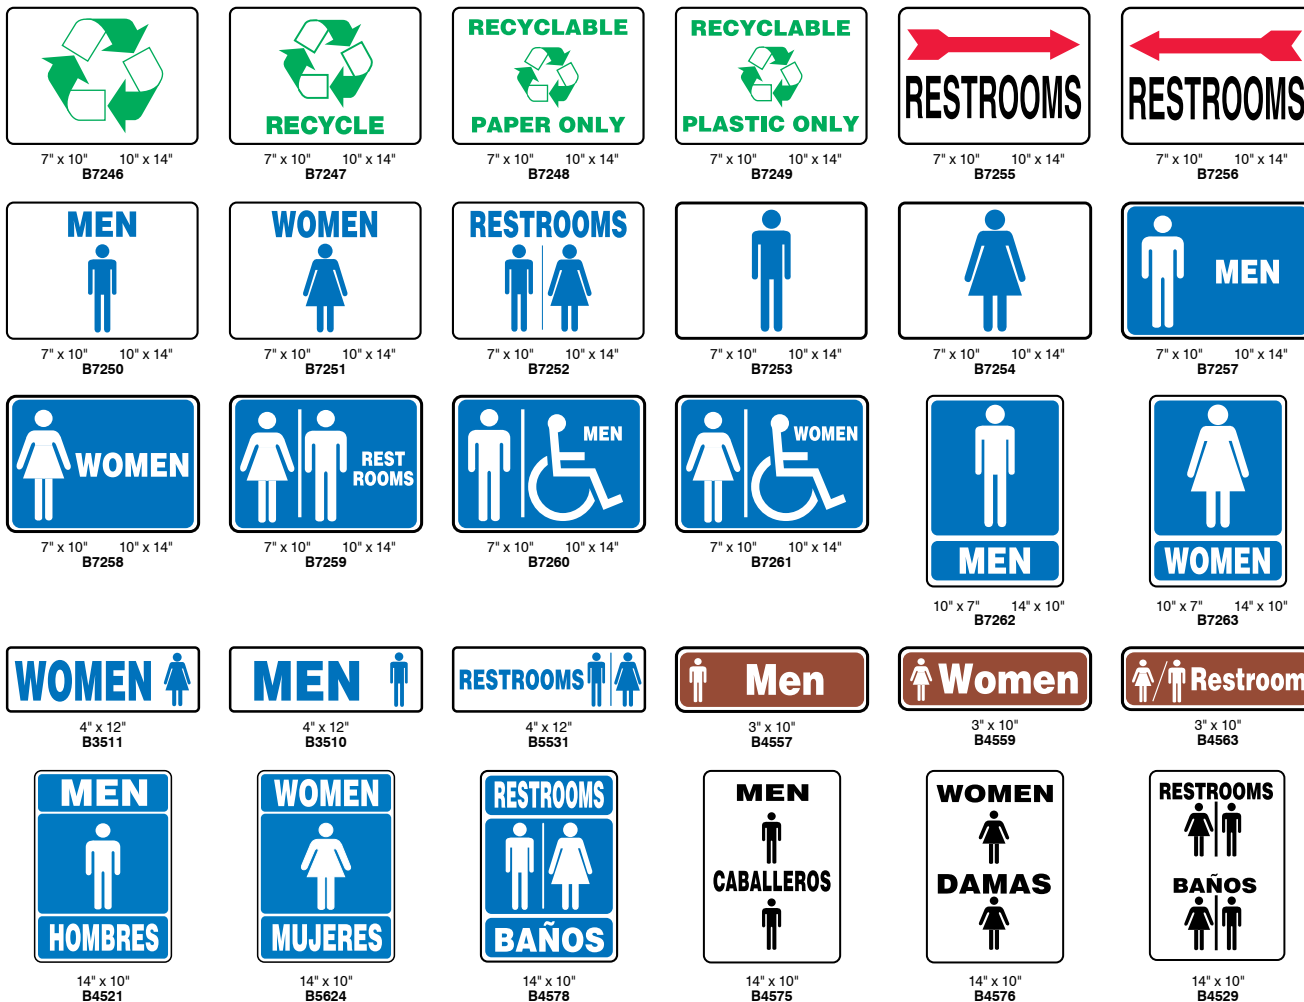 RECYCLABLE
RECYCLABLE
RESTROOMS
RESTROOMS
RECYCLE
PAPER ONLY
PLASTIC ONLY
7" x 10" 10" x 14"
B7246
7" x 10" 10" x 14"
B7247
7" x 10" 10" x 14"
B7248
7" x 10" 10" x 14"
B7249
7" x 10" 10" x 14"
B7255
7" x 10" 10" x 14"
B7256
MEN
WOMEN
RESTROOMS
MEN
7" x 10" 10" x 14"
B7250
7" x 10" 10" x 14"
B7251
7" x 10" 10" x 14"
B7252
7" x 10" 10" x 14"
B7253
7" x 10" 10" x 14"
B7254
7" x 10" 10" x 14"
B7257
WOMEN
REST
ROOMS
MEN
WOMEN
MEN
WOMEN
7" x 10" 10" x 14"
B7258
7" x 10" 10" x 14"
B7259
7" x 10" 10" x 14"
B7260
7" x 10" 10" x 14"
B7261
10" x 7" 14" x 10"
B7262
10" x 7" 14" x 10"
B7263
WOMEN
MEN
RESTROOMS
Men
Women
Restroom
4" x 12"
B3511
4" x 12"
B3510
4" x 12"
B5531
3" x 10"
B4557
3" x 10"
B4559
3" x 10"
B4563
MEN
HOMBRES
WOMEN
MUJERES
RESTROOMS
BAÑOS
MEN
CABALLEROS
WOMEN
DAMAS
RESTROOMS
BAÑOS
14" x 10"
B4521
14" x 10"
B5624
14" x 10"
B4578
14" x 10"
B4575
14" x 10"
B4576
14" x 10"
B4529